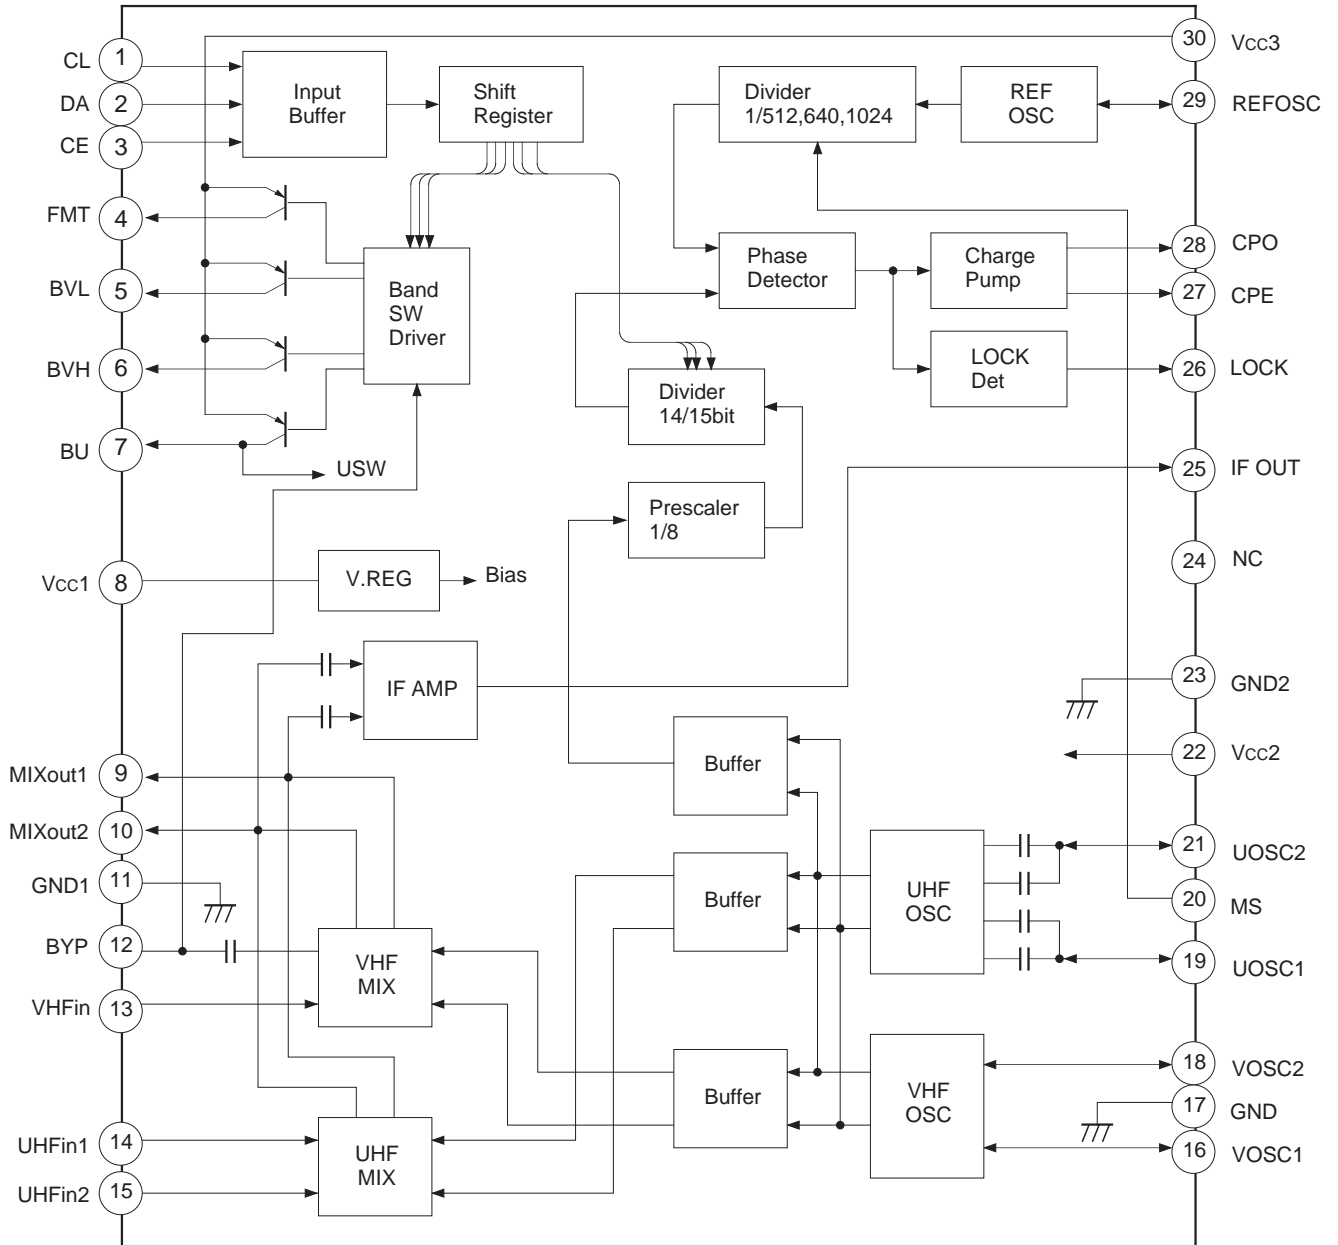 1
CL
2
DA
3
CE
4
FMT
5
BVL
6
BVH
7
BU
8
Vcc1
9
MIXout1
10
MIXout2
11
GND1
12
BYP
13
VHFin
14
UHFin1
15
UHFin2
Input
Buffer
Shift
Register
Divider
1/512,640,1024
REF
OSC
Band
SW
Driver
Phase
Detector
Charge
Pump
LOCK
Det
Divider
14/15bit
USW
Prescaler
1/8
V.REG
Bias
IF AMP
Buffer
Buffer
UHF
OSC
VHF
MIX
Buffer
VHF
OSC
UHF
MIX
30
Vcc3
29
REFOSC
28
CPO
27
CPE
26
LOCK
25
IF OUT
24
NC
23
GND2
22
Vcc2
21
UOSC2
20
MS
19
UOSC1
18
VOSC2
17
GND
16
VOSC1